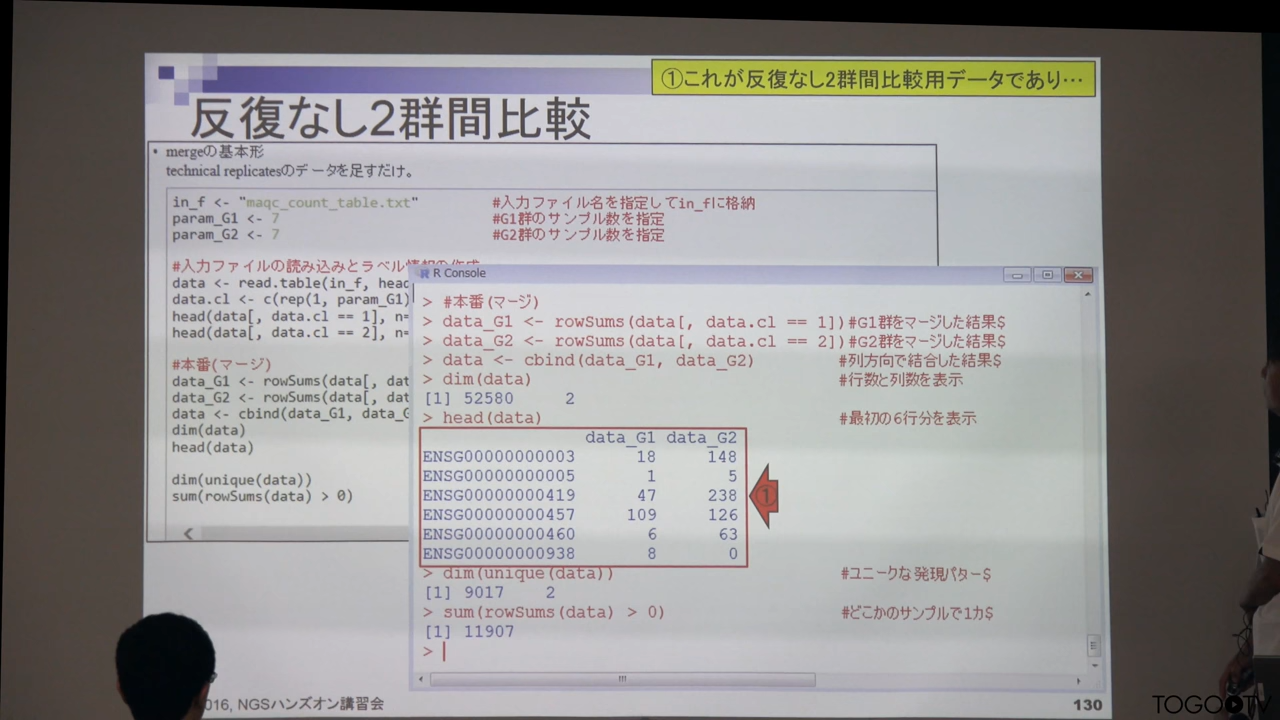 ①これが反復なし2群間比較用データであり…
反復なし2群間比較
• mergeの基本形
technical replicatesのデータを足すだけ。
in_f <- "maqc_count_table.txt" #入力ファイル名を指定してin_fに格納
param_G1 <- 7 #G1群のサンプル数を指定
param_G2 <- 7 #G2群のサンプル数を指定
#入力ファイルの読み込みとラベル情報の作成
data <- read.table(in_f, head
data.cl <- c(rep(1, param_G1)
head(data[, data.cl == 1], n=
head(data[, data.cl == 2], n=
#本番(マージ)
data_G1 <- rowSums(data[, dat
data_G2 <- rowSums(data[, dat
data <- cbind(data_G1, data_G
dim(data)
head(data)
dim(unique(data))
sum(rowSums(data) > 0)
R Console
> #本番(マージ)
> data_G1 <- rowSums(data[, data.cl == 1])#G1群をマージした結果$
> data_G2 <- rowSums(data[, data.cl == 2])#G2群をマージした結果$
> data <- cbind(data_G1, data_G2) #列方向で結合した結果$
> dim(data) #行数と列数を表示
[1] 52580 2
> head(data) #最初の6行分を表示
data_G1 data_G2
ENSG00000000003 18 148
ENSG00000000005 1 5
ENSG00000000419 47 238
ENSG00000000457 109 126
ENSG00000000460 6 63
ENSG00000000938 8 0
①
> dim(unique(data)) #ユニークな発現パター$
[1] 9017 2
> sum(rowSums(data) > 0) #どこかのサンプルで1カ$
[1] 11907
>
016, NGSハンズオン講習会
130
TOGOTV